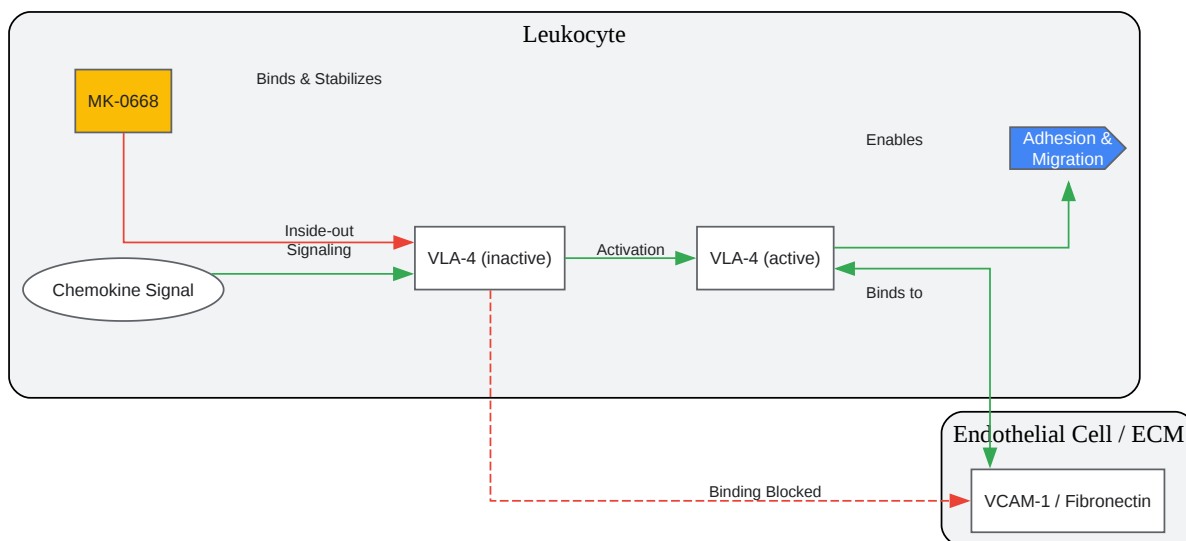 Leukocyte
Binds & Stabilizes
MK-0668
Enables
Adhesion &
Migration
Inside-out
Signaling
VLA-4 (inactive)
Activation
VLA-4 (active)
Chemokine Signal
Binds to
Endothelial Cell / ECM
Binding Blocked
VCAM-1 / Fibronectin